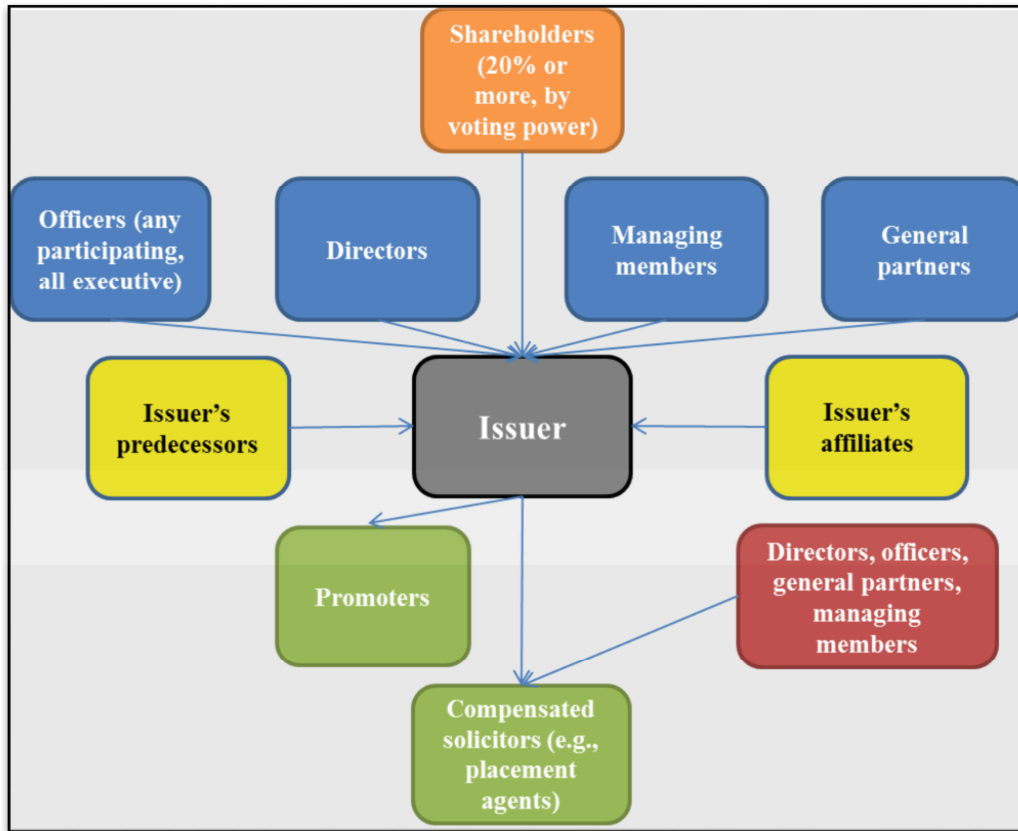 Shareholders
(20% or
more, by
voting power)
Officers (any
participating,
all executive)
Directors
Managing
members
General
partners
Issuer's
predecessors
Issuer
Issuer's
affiliates
Promoters
Directors, officers,
general partners,
managing
members
Compensated
solicitors (e.g.,
placement
agents)